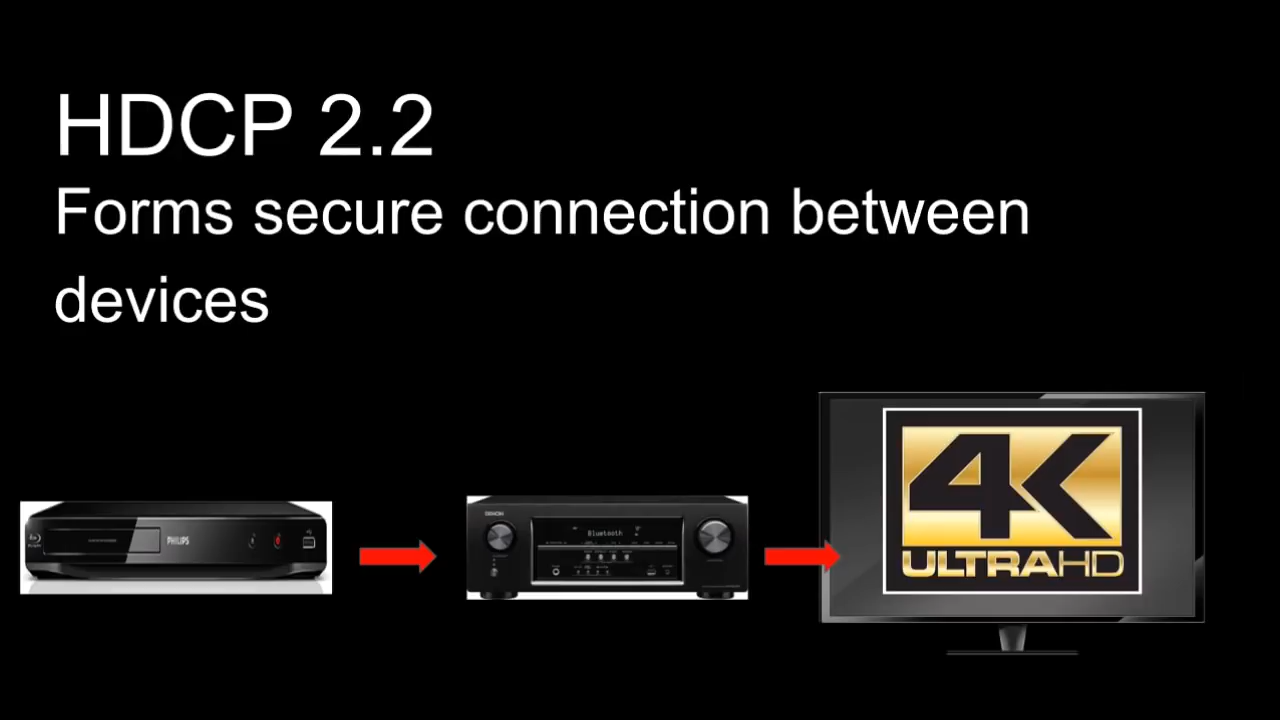 HDCP 2.2
Forms secure connection between
devices
PHILIPS
DENON
Bluetooth
4K
ULTRAHD